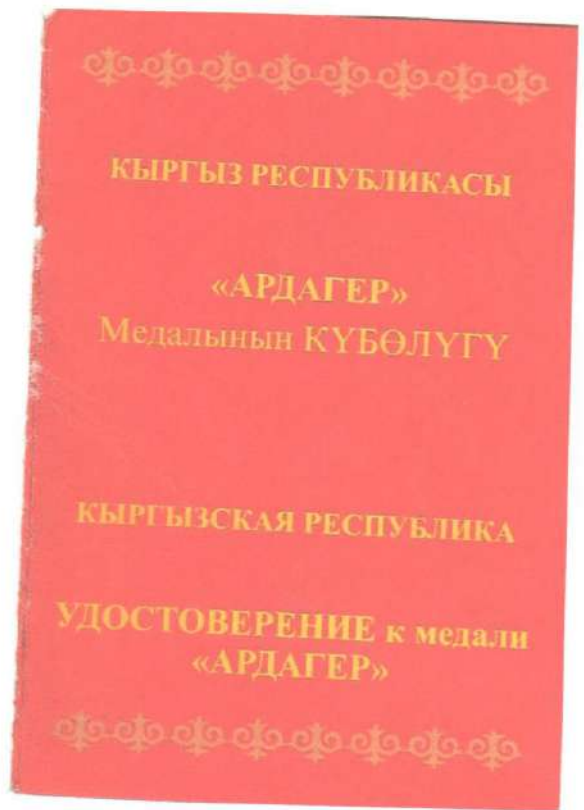 КЫРГЫЗ РЕСПУБЛИКАСЫ
«АРДАГЕР»
Медалынын КҮБӨЛҮГҮ
КЫРГЫЗСКАЯ РЕСПУБЛИКА
УДОСТОВЕРЕНИЕ к медали
«АРДАГЕР»